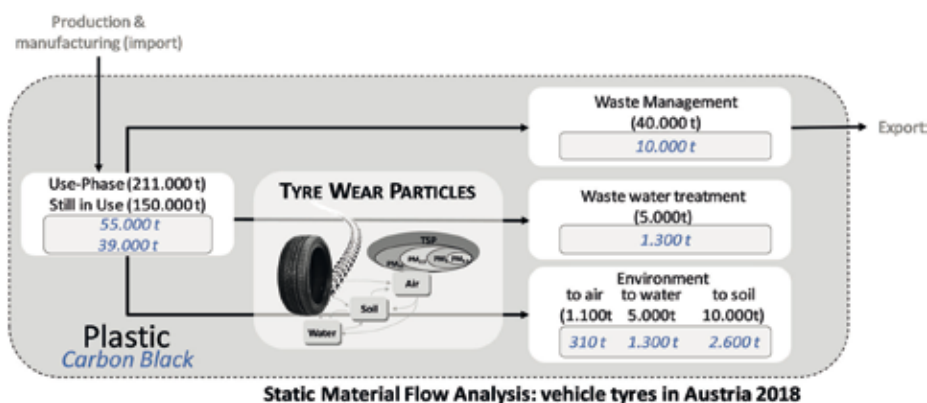 Production &
manufacturing (import)
Waste Management
(40.000 t)
10.000 t
Export
Use-Phase (211.000 t)
Still in Use (150.000 t)
55.000 t
39.000 t
TYRE WEAR PARTICLES
TSP
Air
Soil
Water
Waste water treatment
(5.000t)
1.300 t
Environment
to air to water to soil
(1.100t 5.000t 10.000t)
310 t 1.300 t 2.600 t
Plastic
Carbon Black
Static Material Flow Analysis: vehicle tyres in Austria 2018